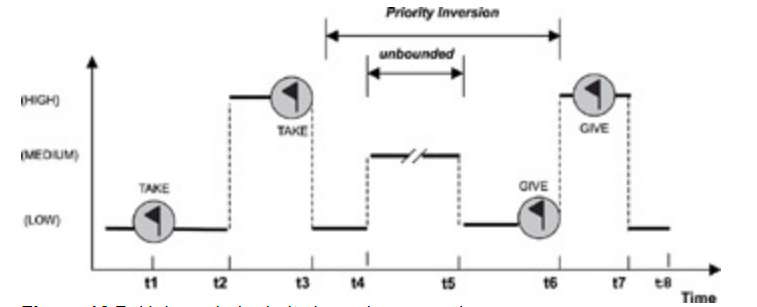 Priority Inversion
unbounded
(HIGH)
TAKE
GIVE
(MEDIUM)
TAKE
GIVE
(LOW)
t1 t2 t3 t4 t5 t6 t7 t8
Time